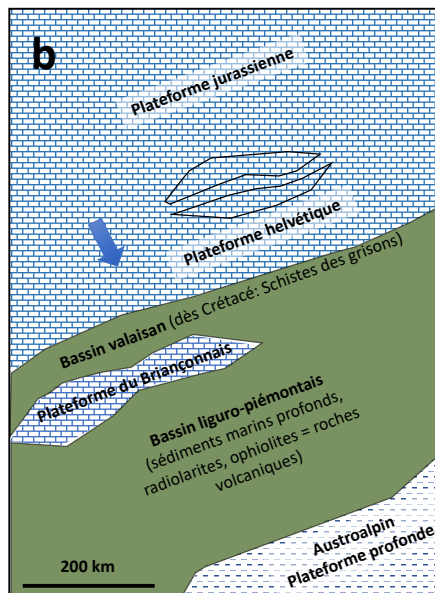 b
Plateforme jurassienne
Plateforme helvétique
Bassin valaisan (dès Crétacé: Schistes des grisons)
Plateforme du Briançonnais
Bassin liguro-piémontais
(sédiments marins profonds,
radiolarites, ophiolites = roches
volcaniques)
Austroalpin
Plateforme profonde
200 km